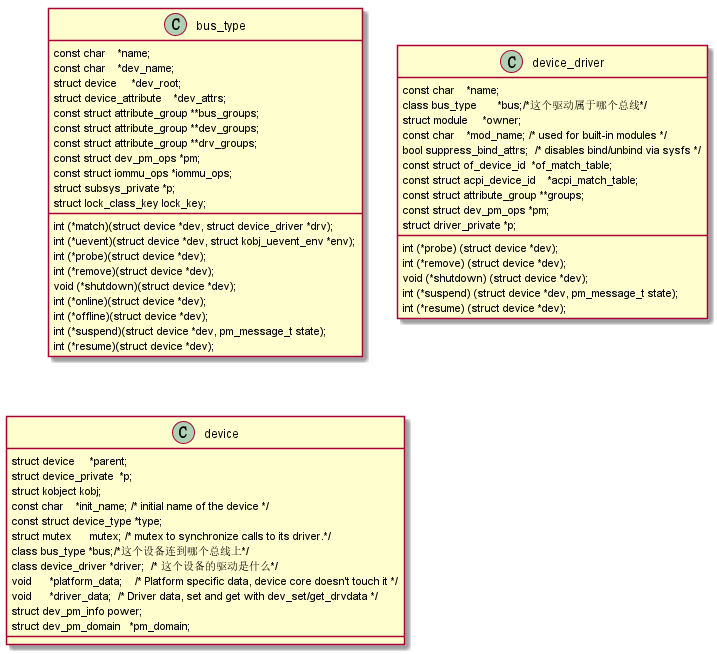 C bus_type
const char *name;
const char *dev_name;
struct device *dev_root;
struct device_attribute *dev_attrs;
const struct attribute_group **bus_groups;
const struct attribute_group **dev_groups;
const struct attribute_group **drv_groups;
const struct dev_pm_ops *pm;
const struct iommu_ops *iommu_ops;
struct subsys_private *p;
struct lock_class_key lock_key;
int (*match)(struct device *dev, struct device_driver *drv);
int (*uevent)(struct device *dev, struct kobj_uevent_env *env);
int (*probe)(struct device *dev);
int (*remove)(struct device *dev);
void (*shutdown)(struct device *dev);
int (*online)(struct device *dev);
int (*offline)(struct device *dev);
int (*suspend)(struct device *dev, pm_message_t state);
int (*resume)(struct device *dev);
C device_driver
const char *name;
class bus_type *bus;/*这个驱动属于哪个总线*/
struct module *owner;
const char *mod_name; /* used for built-in modules */
bool suppress_bind_attrs; /* disables bind/unbind via sysfs */
const struct of_device_id *of_match_table;
const struct acpi_device_id *acpi_match_table;
const struct attribute_group **groups;
const struct dev_pm_ops *pm;
struct driver_private *p;
int (*probe) (struct device *dev);
int (*remove) (struct device *dev);
void (*shutdown) (struct device *dev);
int (*suspend) (struct device *dev, pm_message_t state);
int (*resume) (struct device *dev);
C device
struct device *parent;
struct device_private *p;
struct kobject kobj;
const char *init_name; /* initial name of the device */
const struct device_type *type;
struct mutex mutex; /* mutex to synchronize calls to its driver.*/
class bus_type *bus;/*这个设备连到哪个总线上*/
class device_driver *driver; /* 这个设备的驱动是什么*/
void *platform_data; /* Platform specific data, device core doesn't touch it */
void *driver_data; /* Driver data, set and get with dev_set/get_drvdata */
struct dev_pm_info power;
struct dev_pm_domain *pm_domain;